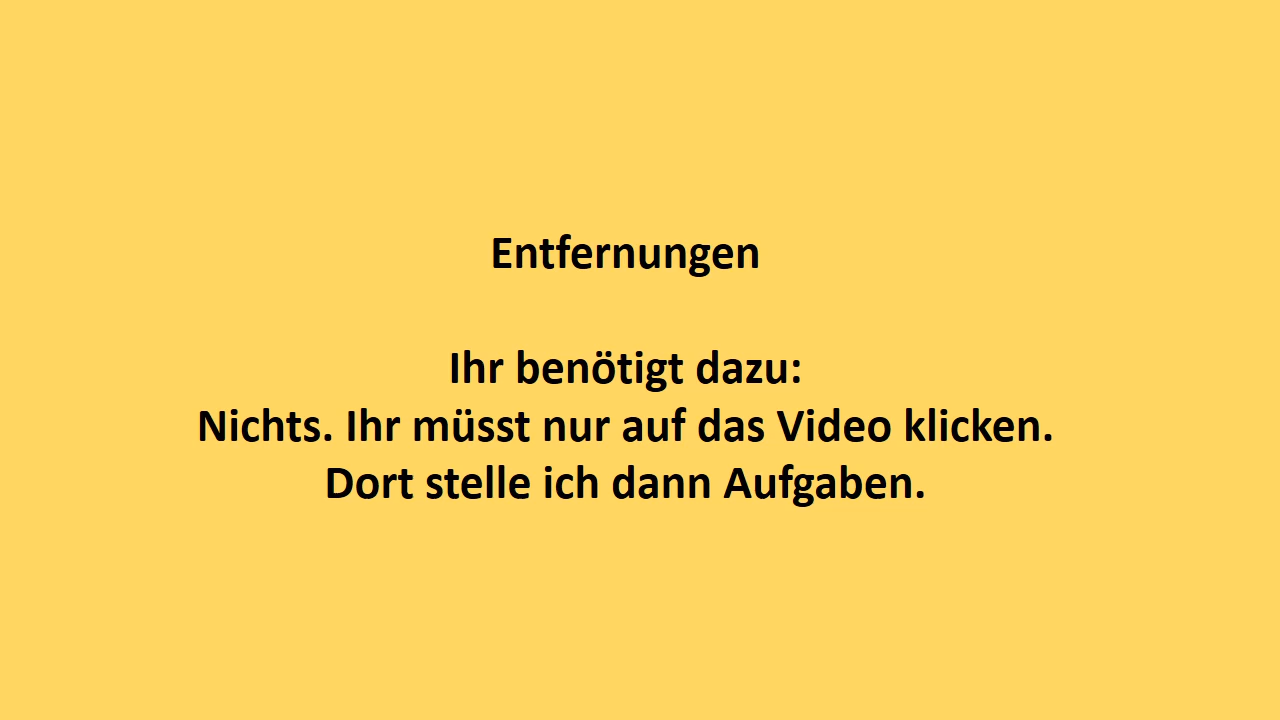 Entfernungen
Ihr benötigt dazu:
Nichts. Ihr müsst nur auf das Video klicken.
Dort stelle ich dann Aufgaben.